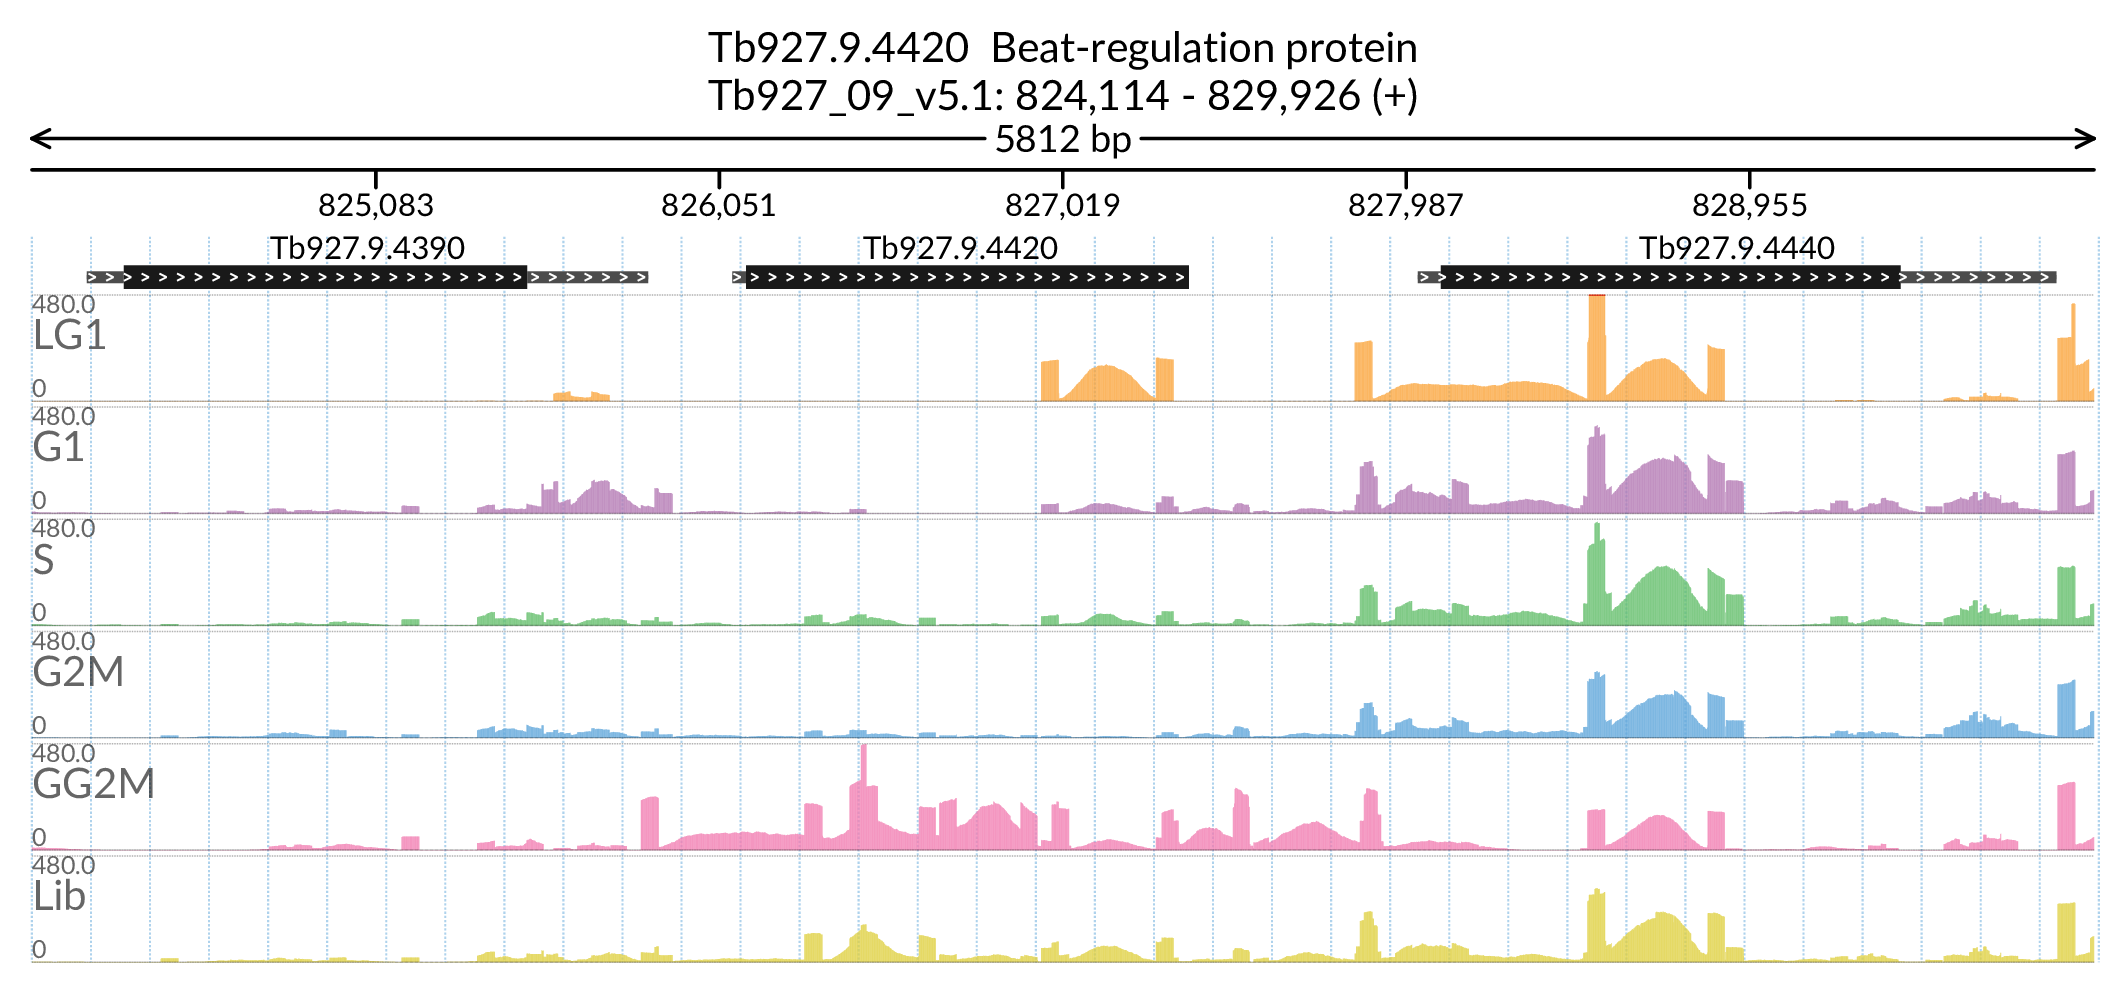 Tb927.9.4420  Beat-regulation protein
Tb927_09_v5.1: 824,114 - 829,926 (+)
5812 bp
825,083 826,051 827,019 827,987 828,955
Tb927.9.4390 Tb927.9.4420 Tb927.9.4440
480.0
LG1
0
480.0
G1
0
480.0
S
0
480.0
G2M
0
480.0
GG2M
0
480.0
Lib
0